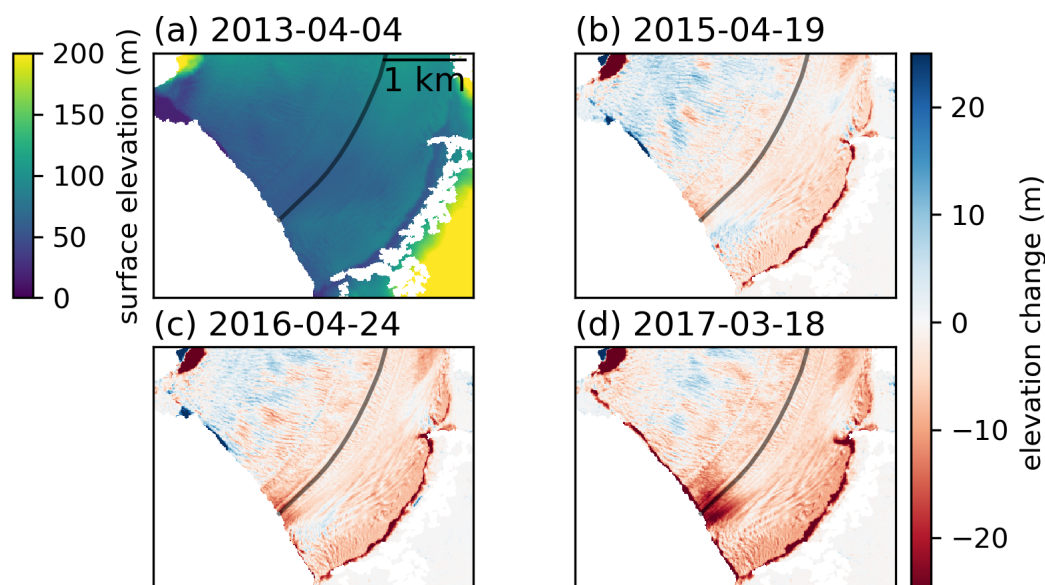 (a) 2013-04-04
(b) 2015-04-19
1 km
200
150
100
50
0
surface elevation (m)
(c) 2016-04-24
(d) 2017-03-18
20
10
0
−10
−20
elevation change (m)